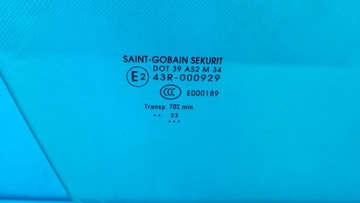 SAINT-GOBAIN SEKURIT
DOT 39 AS2 M 34
E2 43R-000929
CCC E000189
Transp. 70% min.
•• 23
•••